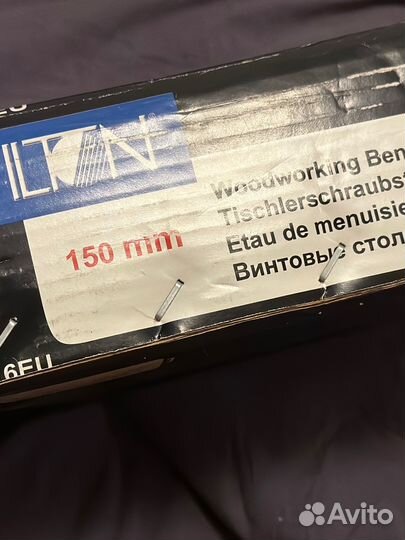 ILTON®
150 mm
Woodworking Ben
Tischlerschraubst
Etau de menuisie
Винтовые стол
6EU
Avito